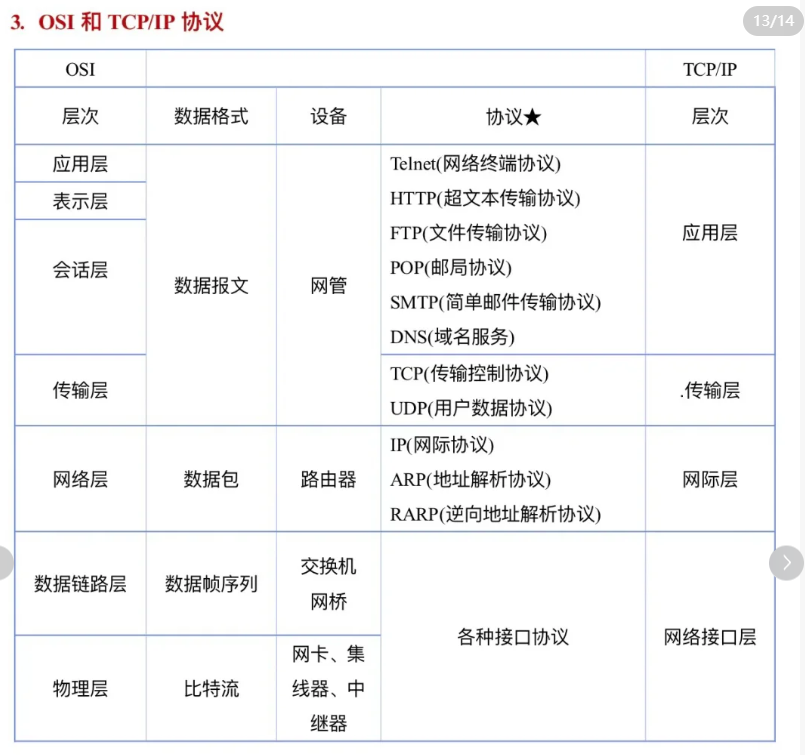 3. OSI 和 TCP/IP 协议
13/14
OSI
TCP/IP
层次
数据格式
设备
协议★
层次
应用层
表示层
会话层
数据报文
网管
Telnet(网络终端协议)
HTTP(超文本传输协议)
FTP(文件传输协议)
POP(邮局协议)
SMTP(简单邮件传输协议)
DNS(域名服务)
应用层
传输层
TCP(传输控制协议)
UDP(用户数据协议)
.传输层
网络层
数据包
路由器
IP(网际协议)
ARP(地址解析协议)
RARP(逆向地址解析协议)
网际层
数据链路层
数据帧序列
交换机
网桥
各种接口协议
网络接口层
物理层
比特流
网卡、集
线器、中
继器